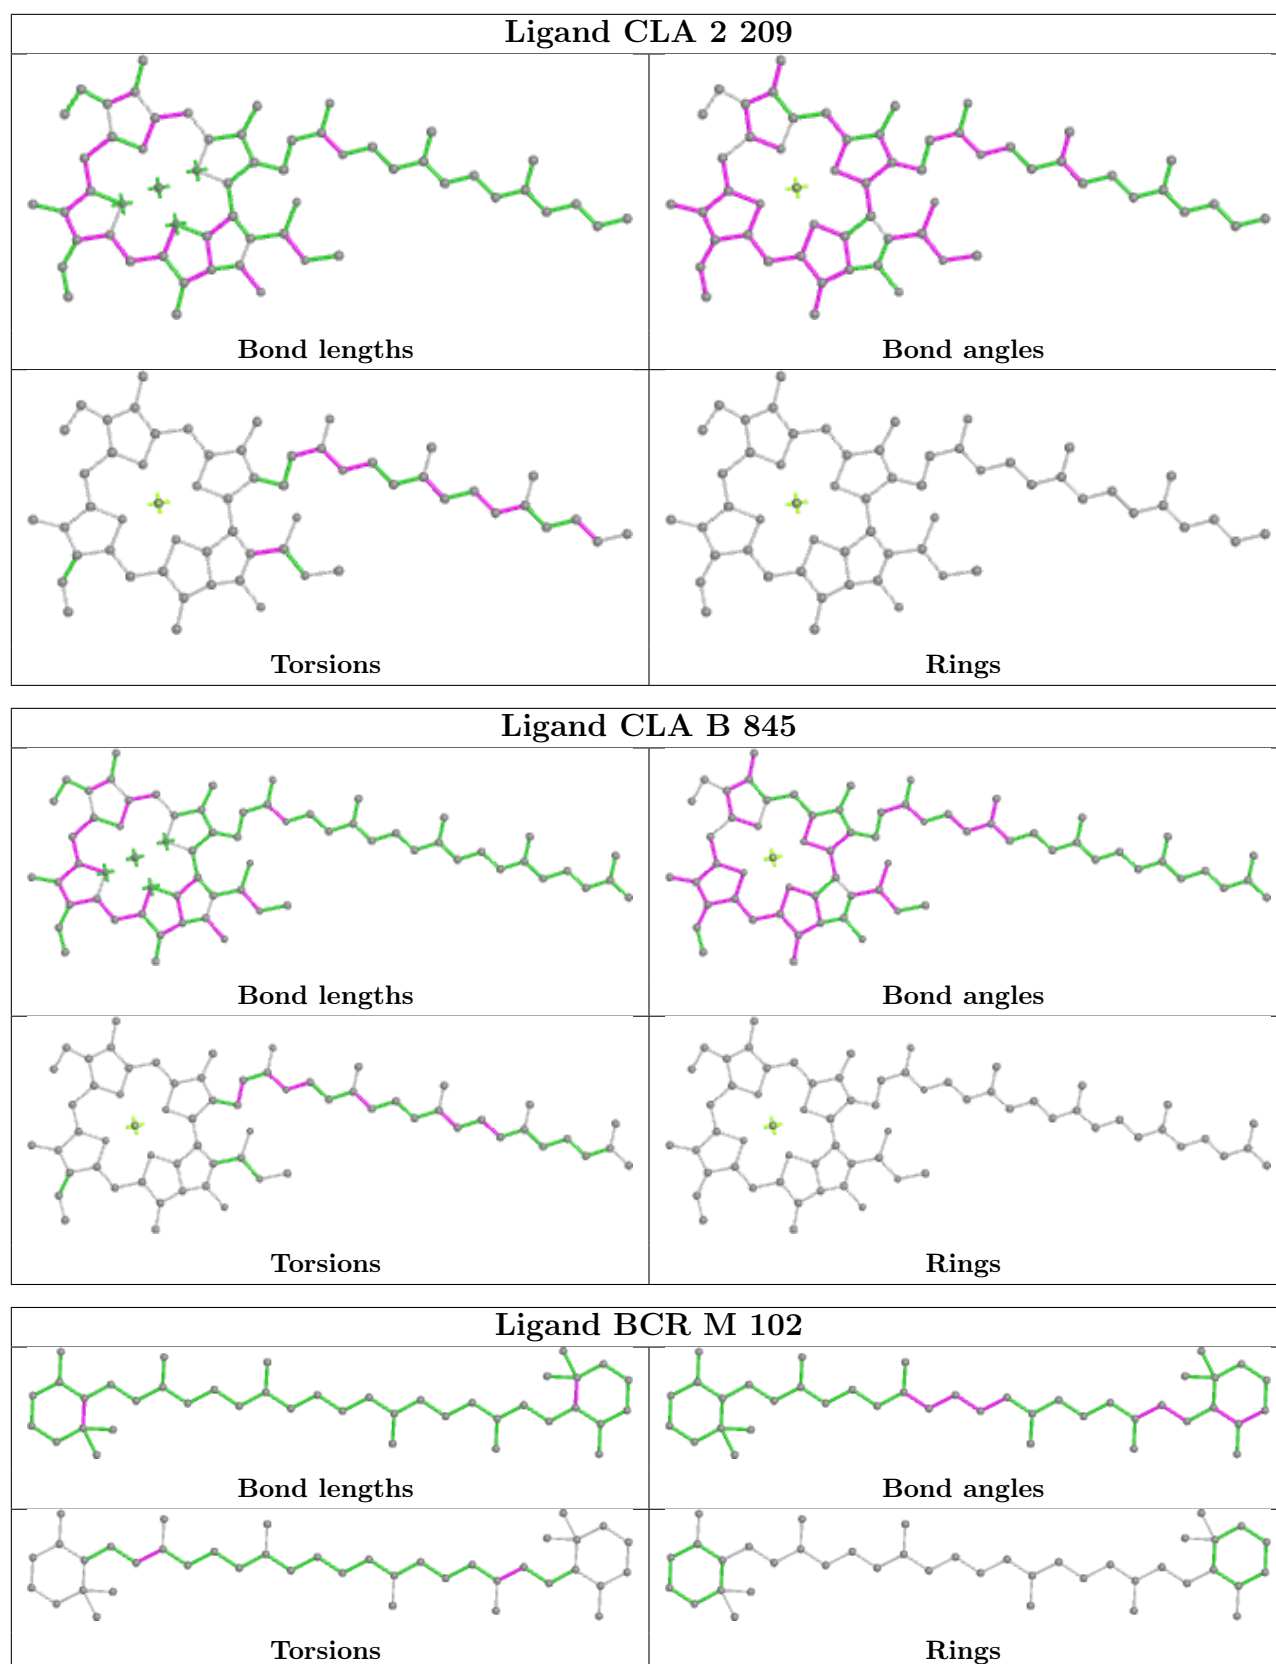 Ligand CLA 2 209
Bond lengths
Bond angles
Torsions
Rings
Ligand CLA B 845
Bond lengths
Bond angles
Torsions
Rings
Ligand BCR M 102
Bond lengths
Bond angles
Torsions
Rings